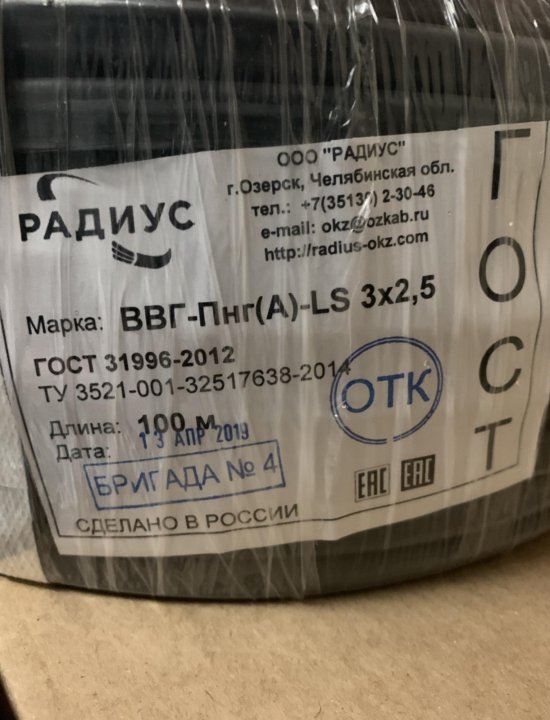 РАДИУС
ООО "РАДИУС"
г.Озерск, Челябинская обл.
тел.: +7(35130) 2-30-46
e-mail: okz@ozkab.ru
http://radius-okz.com
ГОСТ
Марка: ВВГ-Пнг(А)-LS 3х2,5
ГОСТ 31996-2012
ТУ 3521-001-32517638-2014
ОТК
Длина: 100 м
Дата: 13 АПР 2019
БРИГАДА № 4
EAC EAC
СДЕЛАНО В РОССИИ